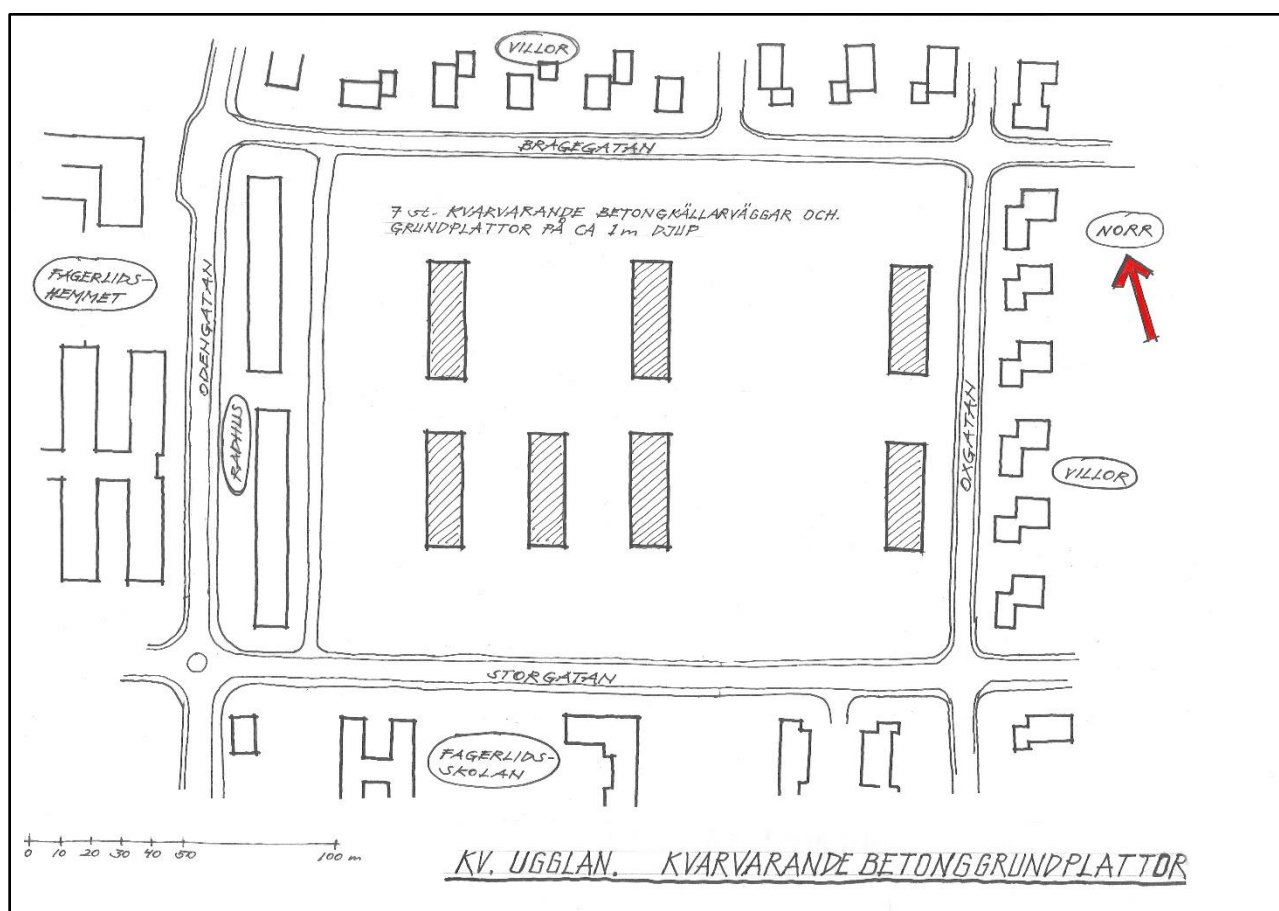 VILLOR
BRAGEGATAN
7 st. KVARVARANDE BETONGKÄLLARVÄGGAR OCH.
GRUNDPLATTOR PÅ CA 1m DJUP
NORR
FAGERLIDS-
HEMMET
ODENGATAN
RADHUS
OXGATAN
VILLOR
STORGATAN
FAGERLIDS-
SKOLAN
0 10 20 30 40 50 100 m
KV. UGGLAN. KVARVARANDE BETONGGRUNDPLATTOR